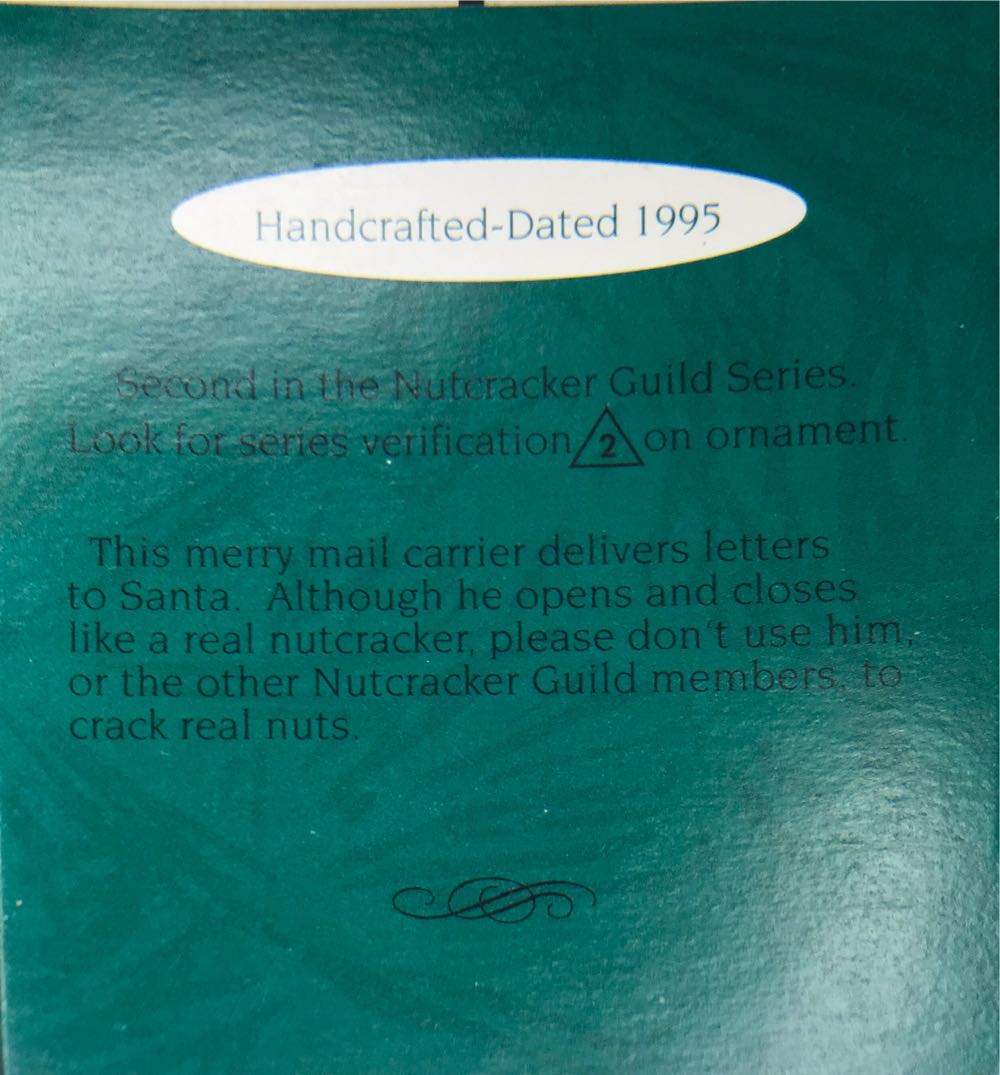 Handcrafted-Dated 1995
Second in the Nutcracker Guild Series.
Look for series verification 2 on ornament.
This merry mail carrier delivers letters
to Santa. Although he opens and closes
like a real nutcracker, please don't use him,
or the other Nutcracker Guild members, to
crack real nuts.